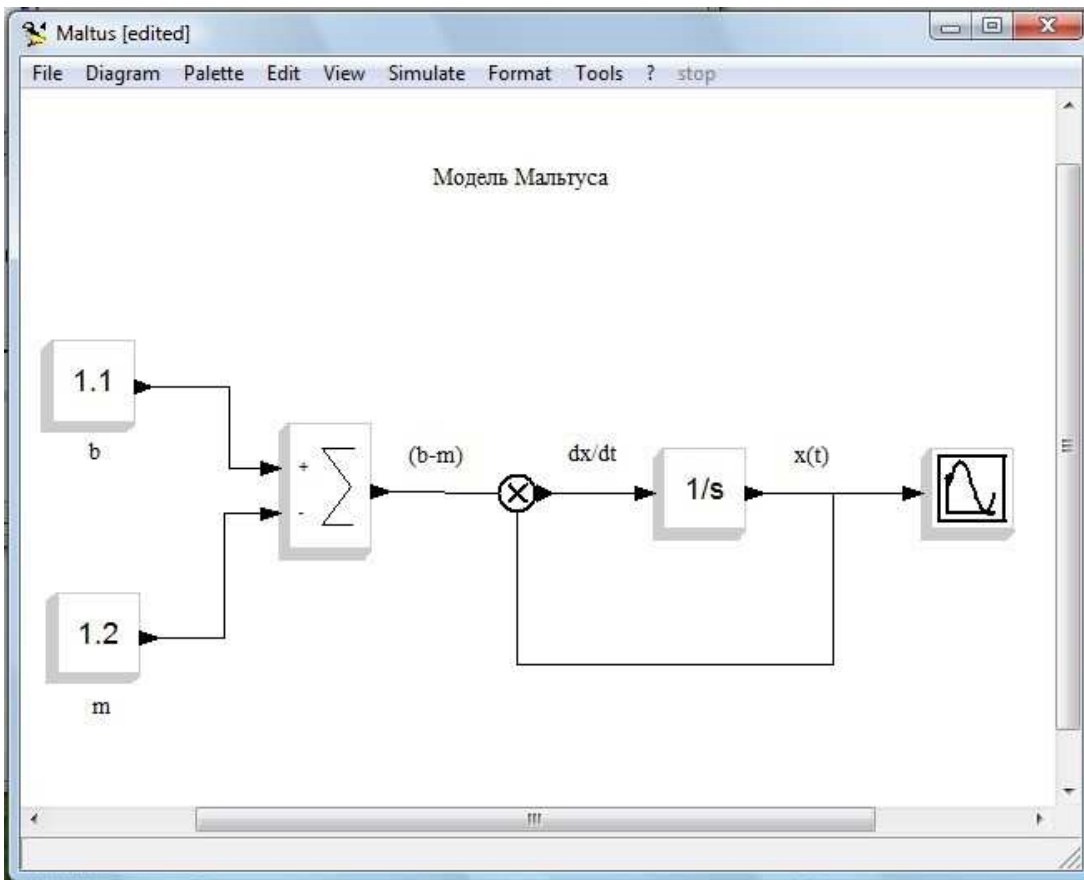 Maltus [edited]
File Diagram Palette Edit View Simulate Format Tools ? stop
Модель Мальтуса
1.1
b
+
-
Σ
(b-m)
dx/dt
1/s
x(t)
1.2
m